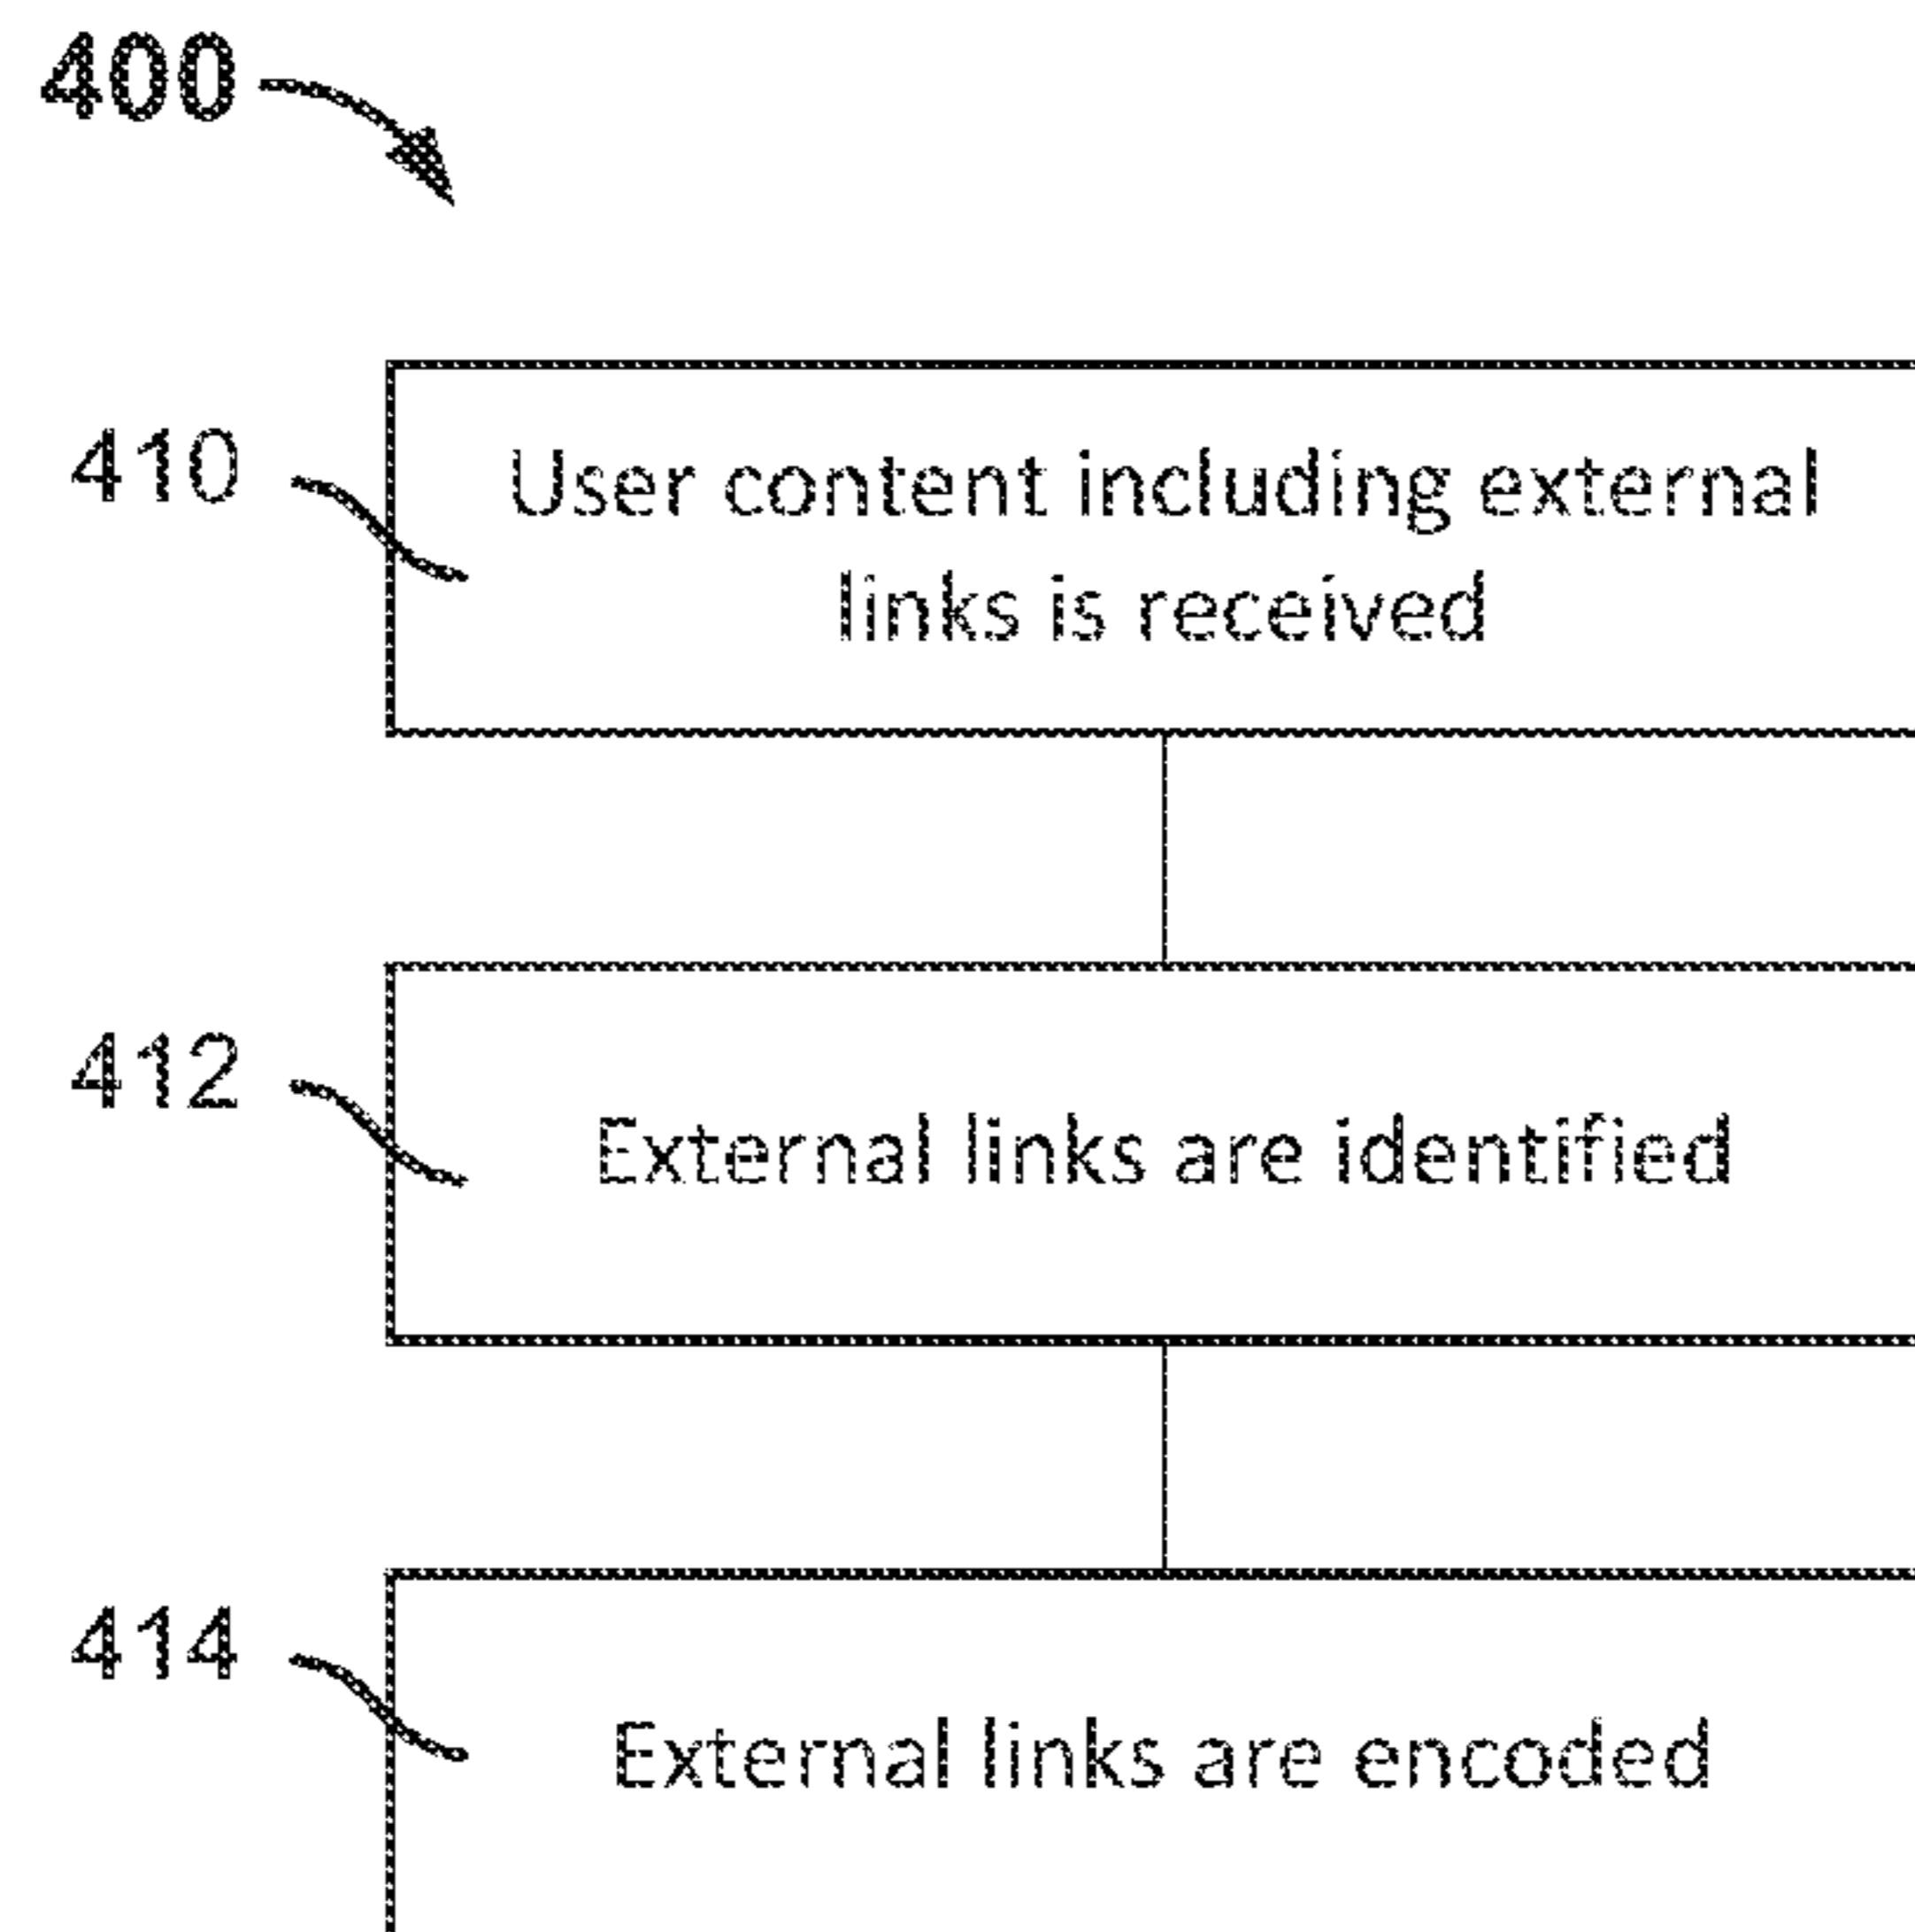 400
410
User content including external
links is received
412
External links are identified
414
External links are encoded